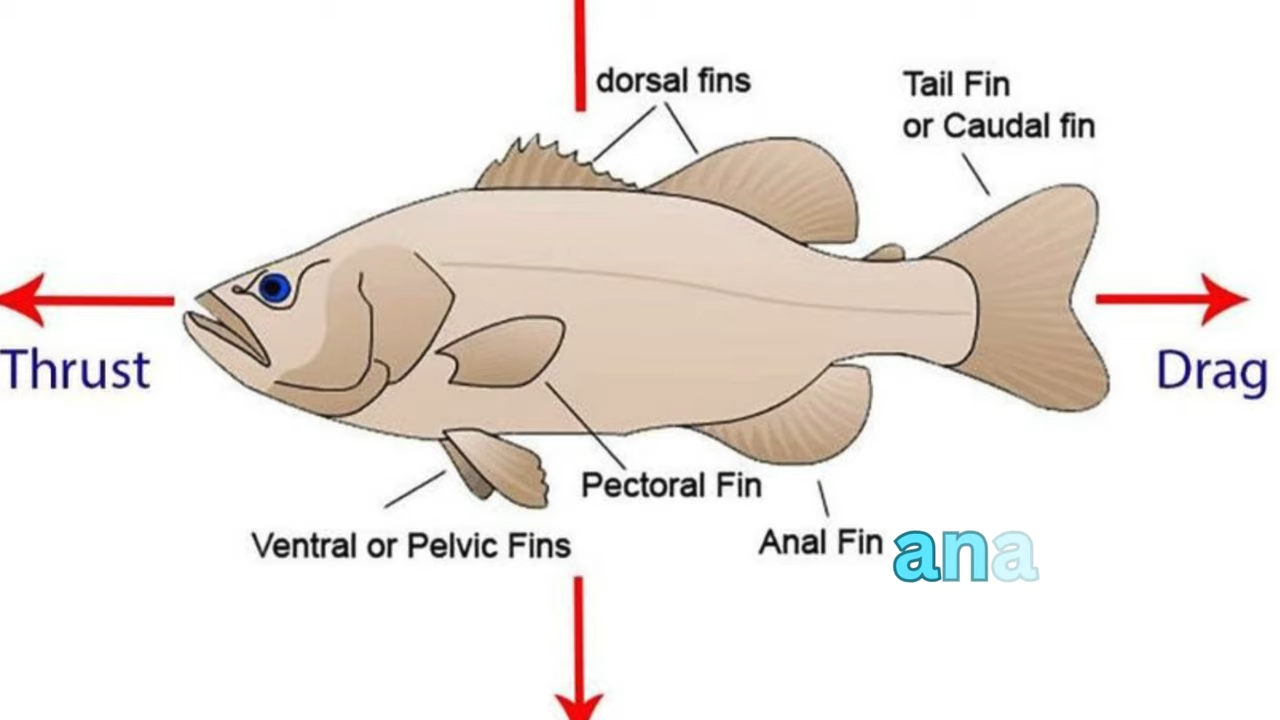 dorsal fins
Tail Fin
or Caudal fin
Thrust
Drag
Pectoral Fin
Ventral or Pelvic Fins
Anal Fin
ana